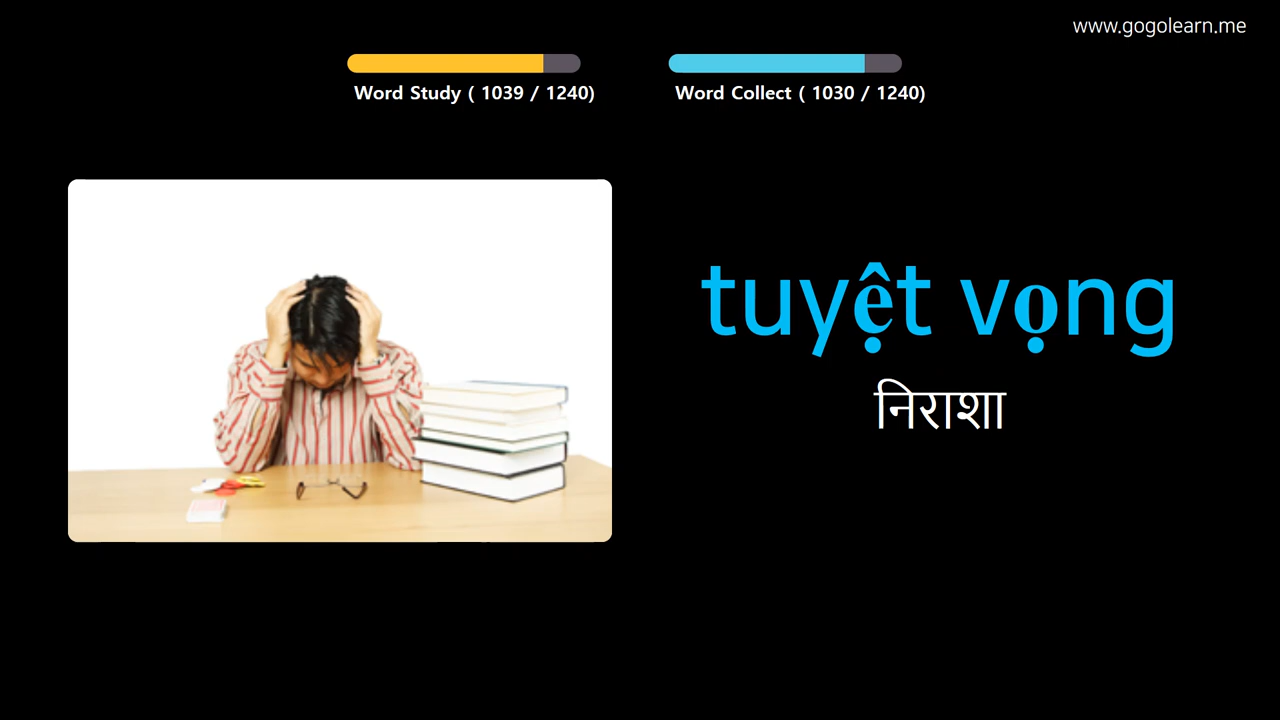 www.gogolearn.me
Word Study ( 1039 / 1240)
Word Collect ( 1030 / 1240)
tuyệt vọng
निराशा